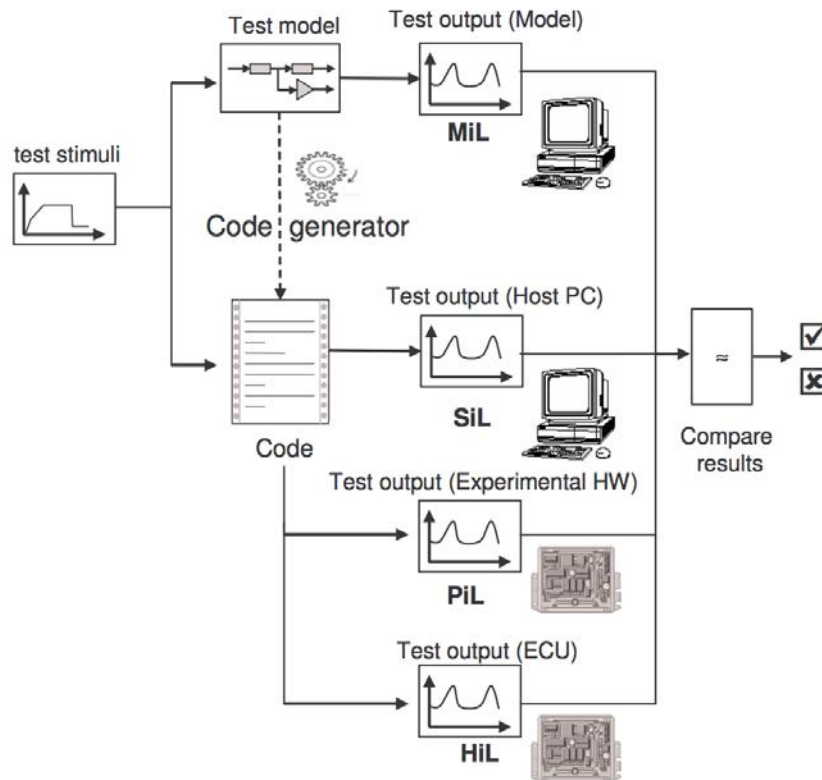 Test model
Test output (Model)
MiL
test stimuli
Code generator
Test output (Host PC)
SiL
≈
Code
Compare
results
Test output (Experimental HW)
PiL
Test output (ECU)
HiL